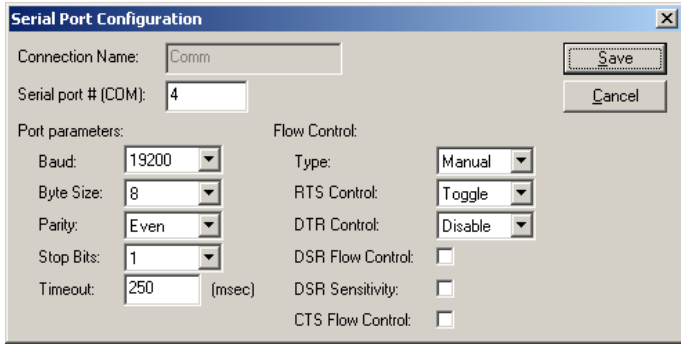 Serial Port Configuration
Connection Name: Comm Save
Serial port # (COM): 4 Cancel
Port parameters: Flow Control:
Baud: 19200 Type: Manual
Byte Size: 8 RTS Control: Toggle
Parity: Even DTR Control: Disable
Stop Bits: 1 DSR Flow Control:
Timeout: 250 (msec) DSR Sensitivity:
CTS Flow Control: